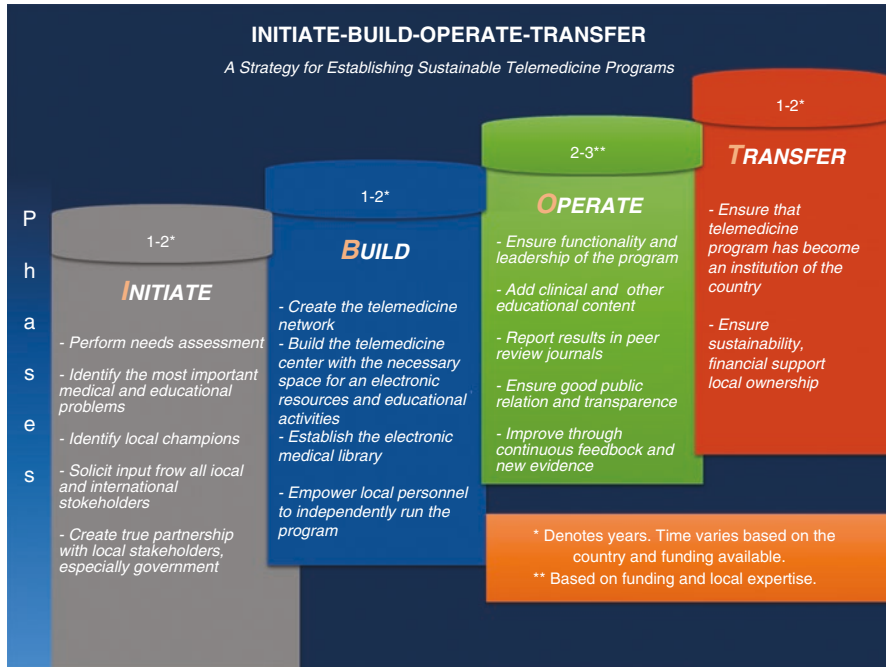 INITIATE-BUILD-OPERATE-TRANSFER
A Strategy for Establishing Sustainable Telemedicine Programs
Phases
1-2*
INITIATE
- Perform needs assessment
- Identify the most important
medical and educational
problems
- Identify local champions
- Solicit input frow all iocal
and international
stokeholders
- Create true partnership
with local stakeholders,
especially government
1-2*
BUILD
- Create the telemedicine
network
- Build the telemedicine
center with the necessary
space for an electronic
resources and educational
activities
- Establish the electronic
medical library
- Empower local personnel
to independently run the
program
2-3**
OPERATE
- Ensure functionality and
leadership of the program
- Add clinical and other
educational content
- Report results in peer
review journals
- Ensure good public
relation and transparence
- Improve through
continuous feedbock and
new evidence
1-2*
TRANSFER
- Ensure that
telemedicine
program has become
an institution of the
country
- Ensure
sustainability,
financial support
local ownership
* Denotes years. Time varies based on the
country and funding available.
** Based on funding and local expertise.